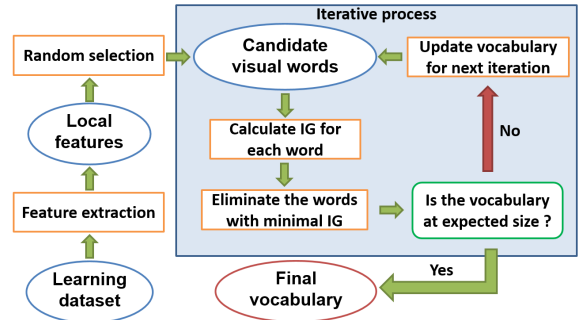 Iterative process
Random selection
Candidate
visual words
Update vocabulary
for next iteration
Local
features
Calculate IG for
each word
No
Feature extraction
Eliminate the words
with minimal IG
Is the vocabulary
at expected size ?
Learning
dataset
Final
vocabulary
Yes